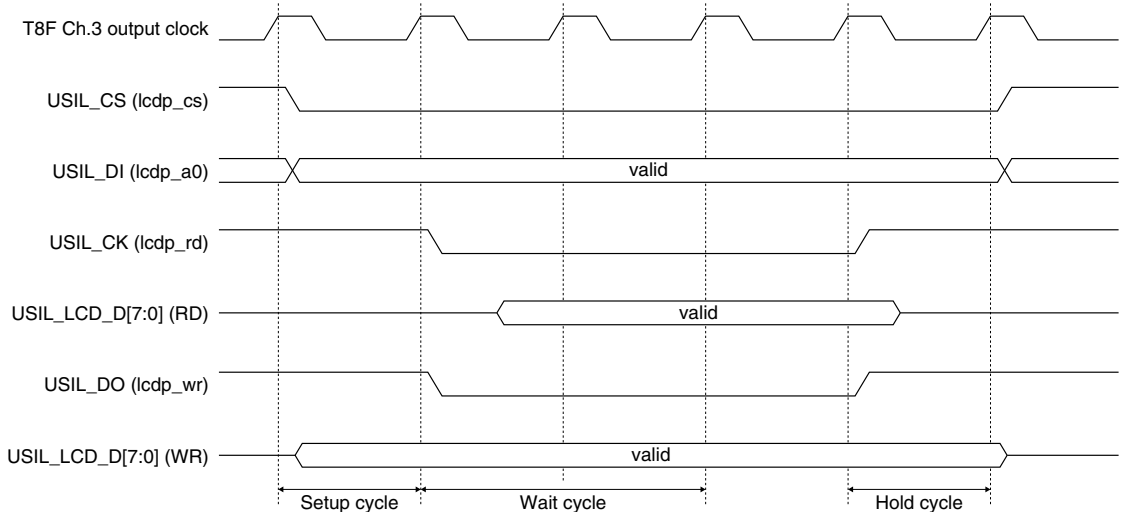 T8F Ch.3 output clock
USIL_CS (lcdp_cs)
USIL_DI (lcdp_a0)
valid
USIL_CK (lcdp_rd)
USIL_LCD_D[7:0] (RD)
valid
USIL_DO (lcdp_wr)
USIL_LCD_D[7:0] (WR)
valid
Setup cycle
Wait cycle
Hold cycle